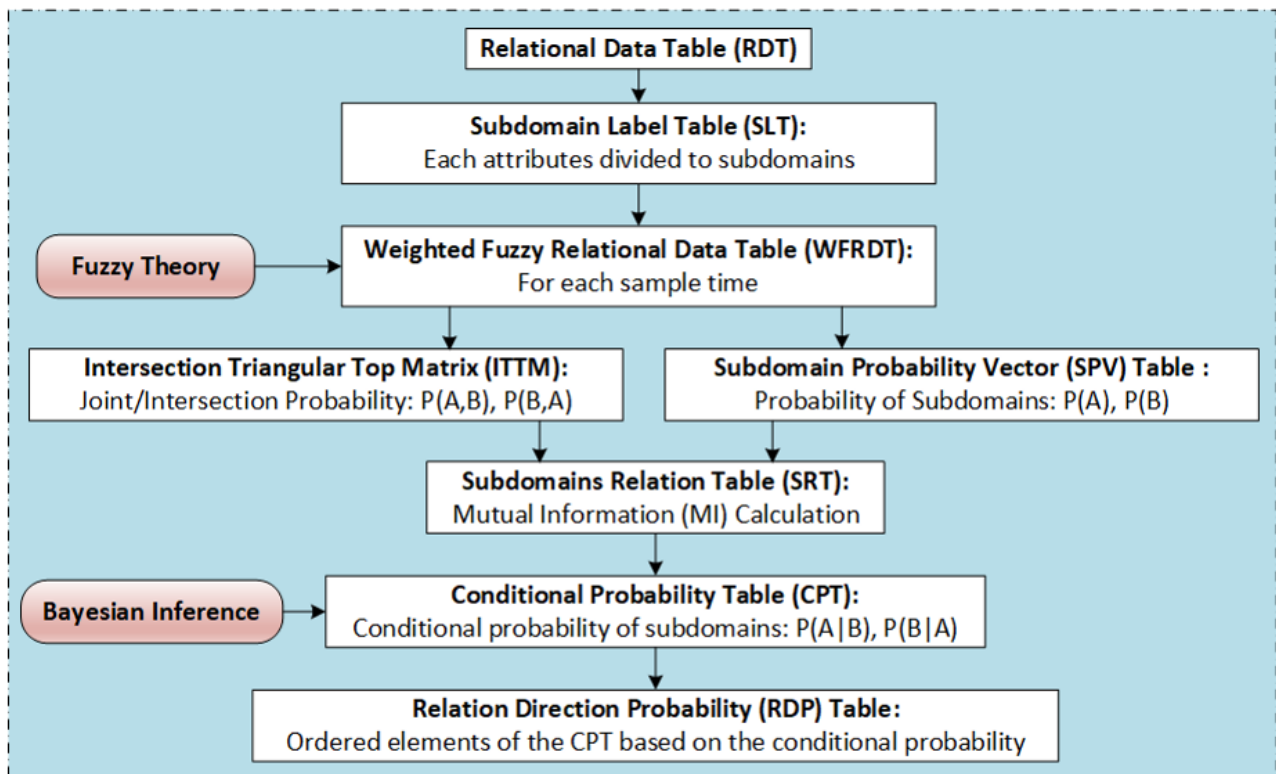 Relational Data Table (RDT)
Subdomain Label Table (SLT):
Each attributes divided to subdomains
Fuzzy Theory
Weighted Fuzzy Relational Data Table (WFRDT):
For each sample time
Intersection Triangular Top Matrix (ITTM):
Joint/Intersection Probability: P(A,B), P(B,A)
Subdomain Probability Vector (SPV) Table :
Probability of Subdomains: P(A), P(B)
Subdomains Relation Table (SRT):
Mutual Information (MI) Calculation
Bayesian Inference
Conditional Probability Table (CPT):
Conditional probability of subdomains: P(A|B), P(B|A)
Relation Direction Probability (RDP) Table:
Ordered elements of the CPT based on the conditional probability